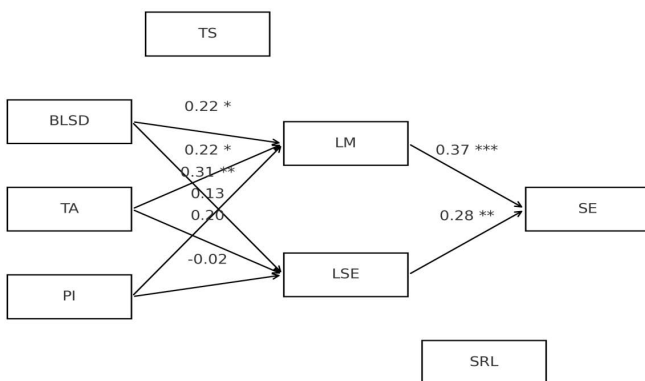 TS
BLSD
0.22 *
LM
0.22 *
0.37 ***
0.31 **
0.13
TA
0.20
0.28 **
SE
-0.02
LSE
PI
SRL